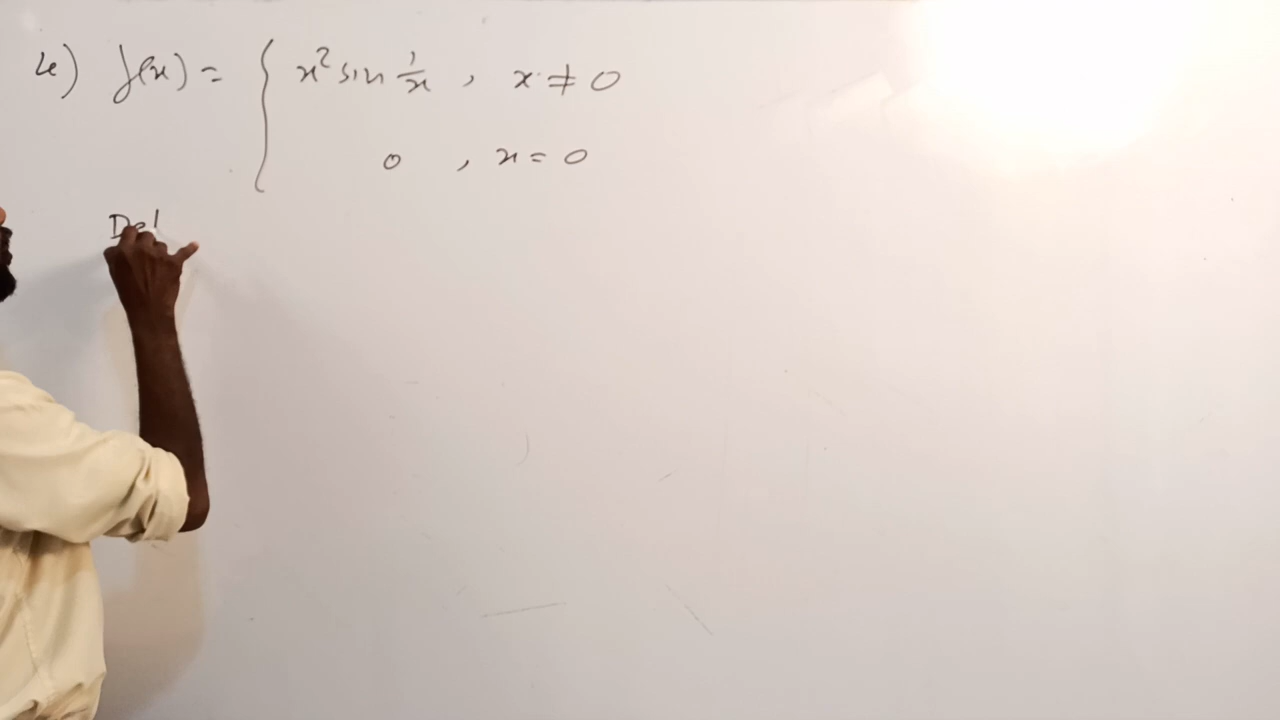 4) f(x) = { x² sin 1/x , x ≠ 0
0 , x = 0